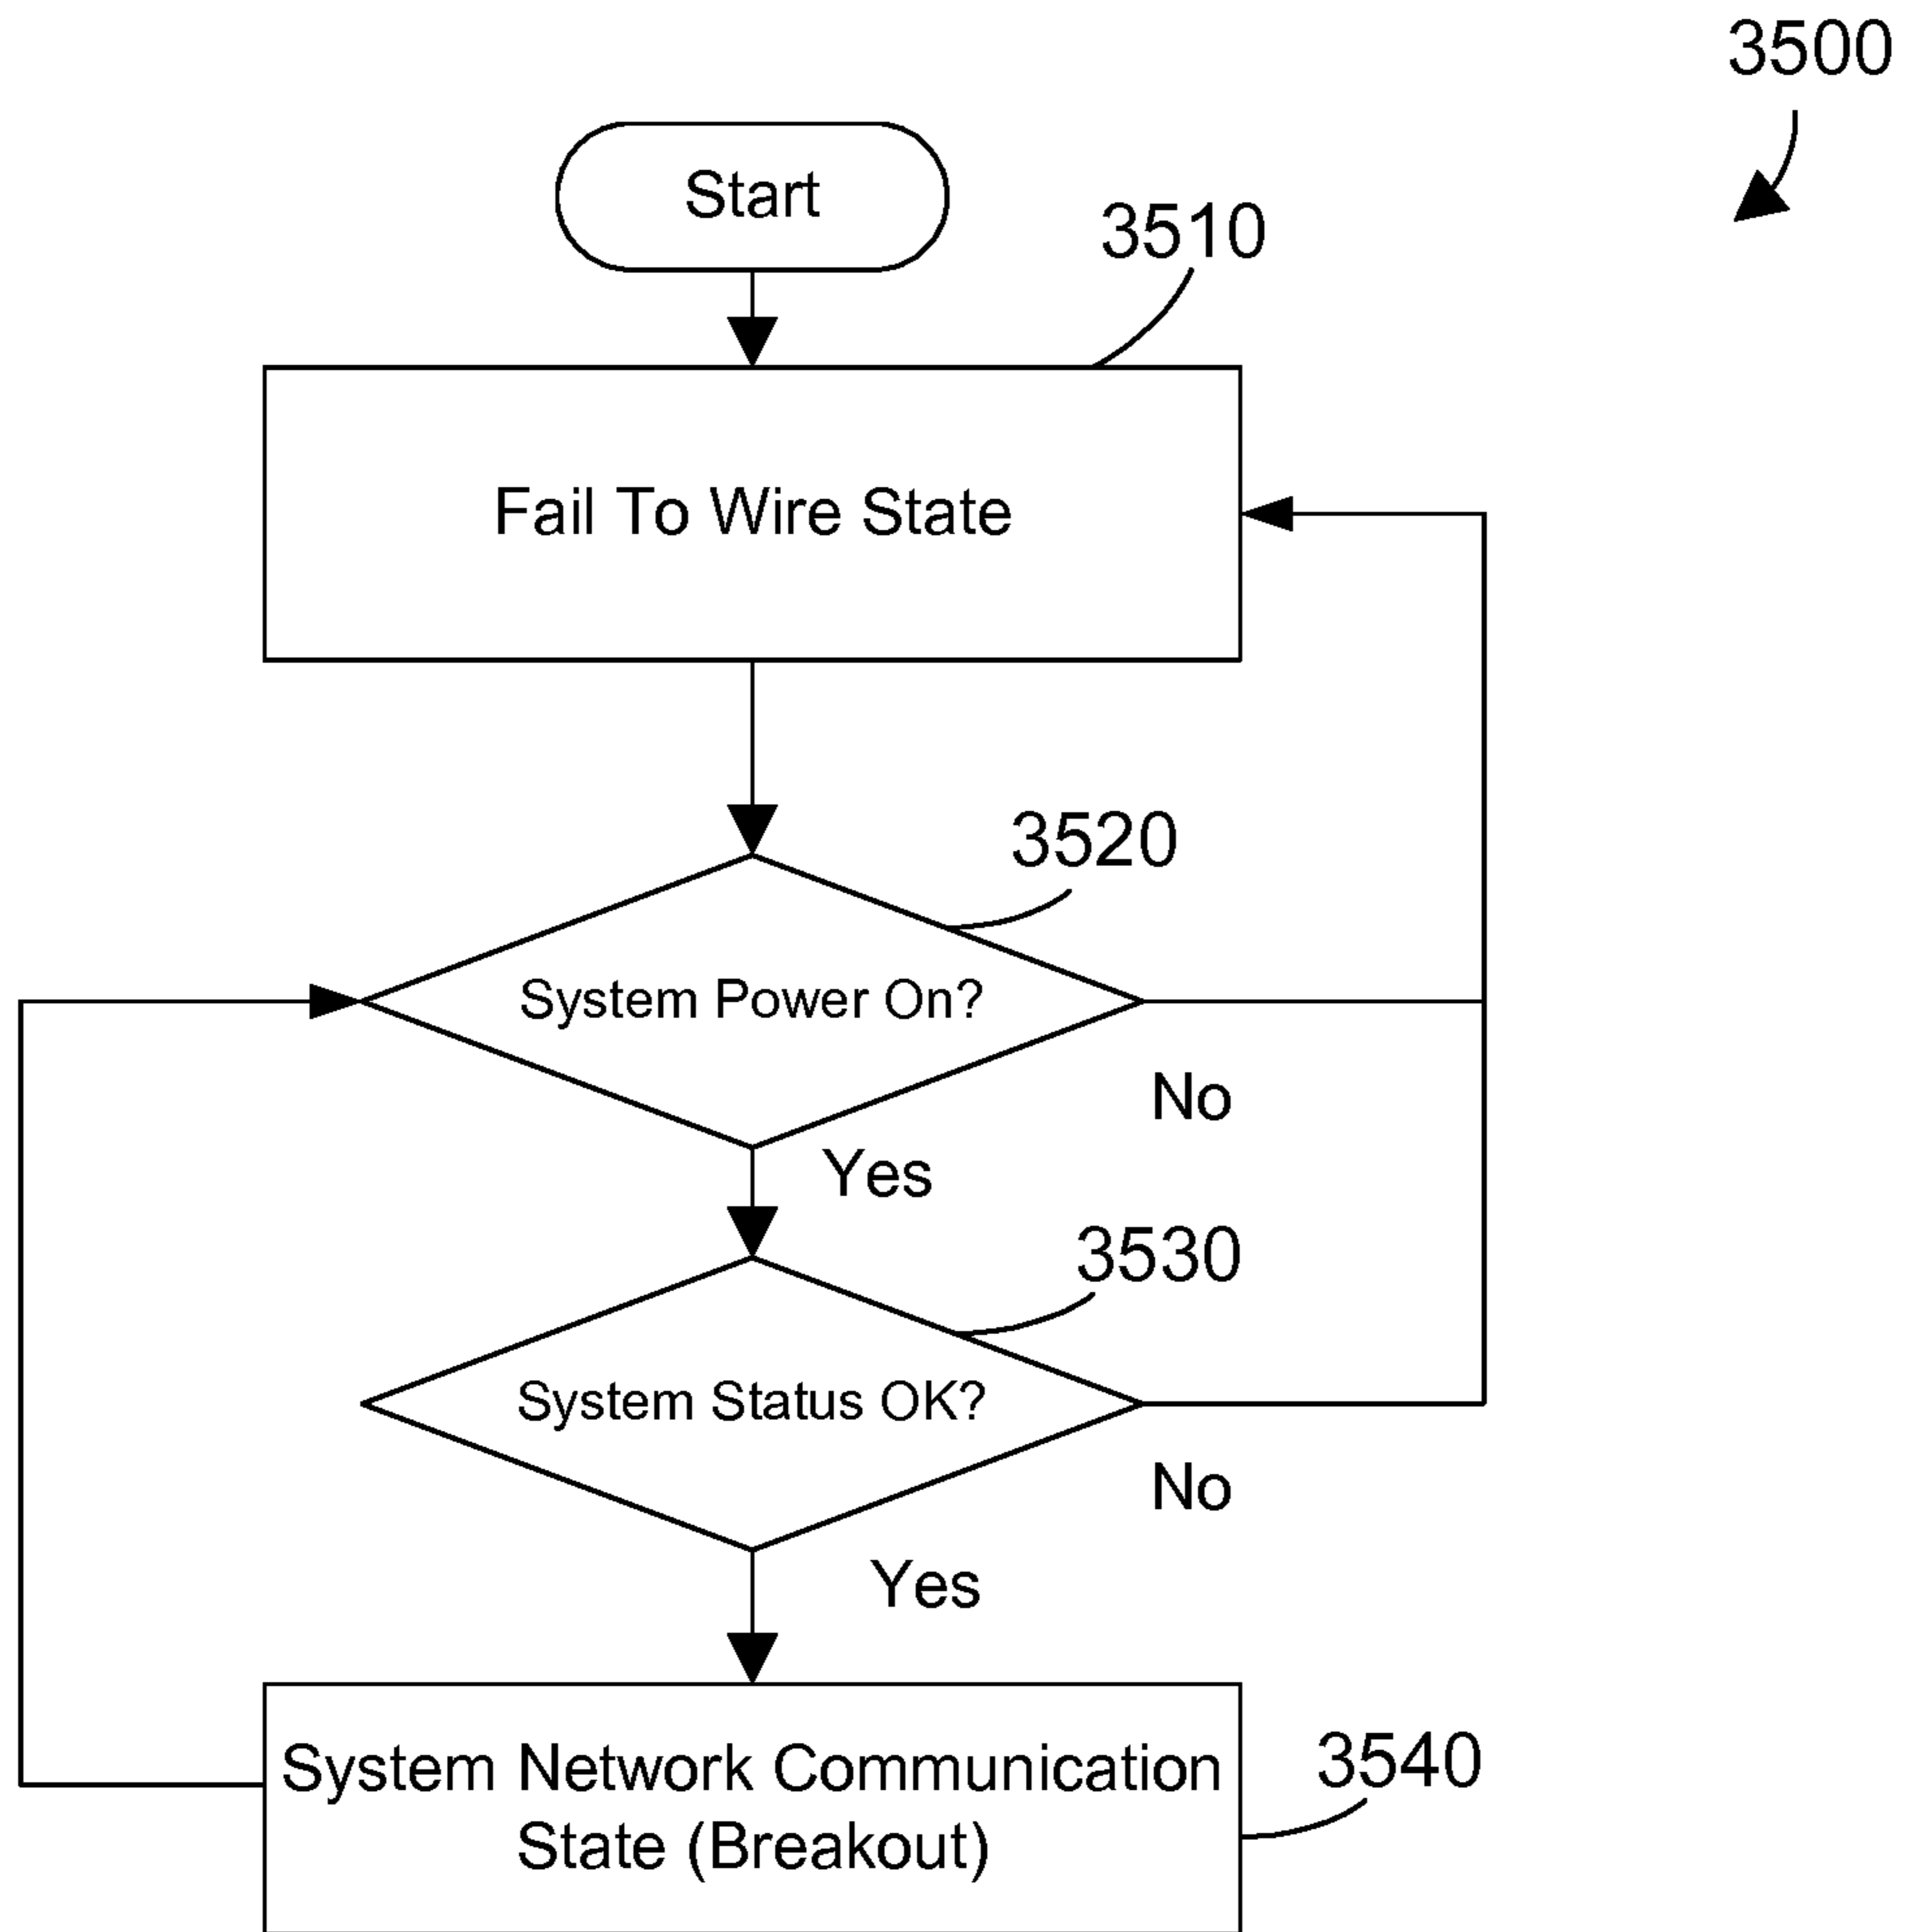 3500
Start
3510
Fail To Wire State
3520
System Power On?
No
Yes
3530
System Status OK?
No
Yes
System Network Communication
State (Breakout)
3540